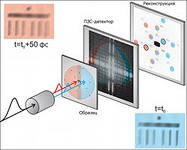 Реконструкция
ПЗС-детектор
t=t₀+50 фс
Образец
t=t₀